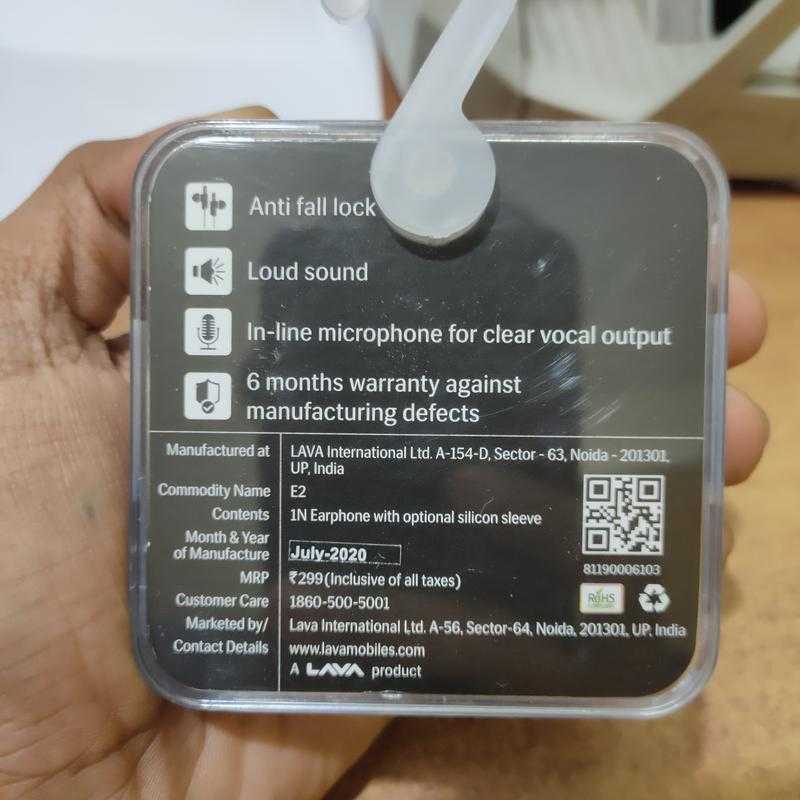 Anti fall lock
Loud sound
In-line microphone for clear vocal output
6 months warranty against
manufacturing defects
Manufactured at LAVA International Ltd. A-154-D, Sector - 63, Noida - 201301,
UP, India
Commodity Name E2
Contents 1N Earphone with optional silicon sleeve
Month & Year
of Manufacture July-2020
MRP ₹299(Inclusive of all taxes)
Customer Care 1860-500-5001
Marketed by/ Lava International Ltd. A-56, Sector-64, Noida, 201301, UP, India
Contact Details www.lavamobiles.com
A LAVA product
81190006103
RoHS